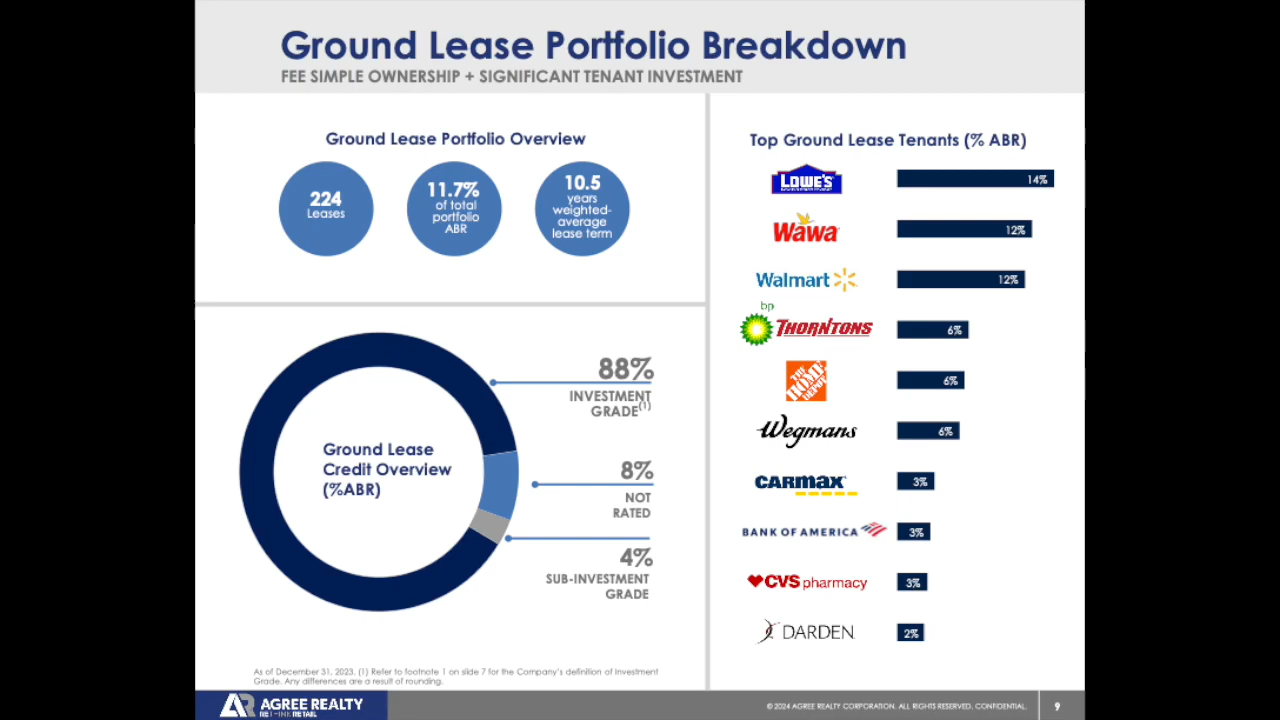 Ground Lease Portfolio Breakdown
FEE SIMPLE OWNERSHIP + SIGNIFICANT TENANT INVESTMENT
Ground Lease Portfolio Overview
224
Leases
11.7%
of total
portfolio
ABR
10.5
years
weighted-
average
lease term
Ground Lease
Credit Overview
(%ABR)
88%
INVESTMENT
GRADE(1)
8%
NOT
RATED
4%
SUB-INVESTMENT
GRADE
As of December 31, 2023. (1) Refer to footnote 1 on slide 7 for the Company's definition of Investment
Grade. Any differences are a result of rounding.
Top Ground Lease Tenants (% ABR)
LOWE'S
14%
Wawa
12%
Walmart
12%
bp
THORNTONS
6%
THE
HOME
DEPOT
6%
Wegmans
6%
CARMAX
3%
BANK OF AMERICA
3%
CVS pharmacy
3%
DARDEN
2%
AGREE REALTY
RETHINK RETAIL
© 2024 AGREE REALTY CORPORATION. ALL RIGHTS RESERVED. CONFIDENTIAL.
9